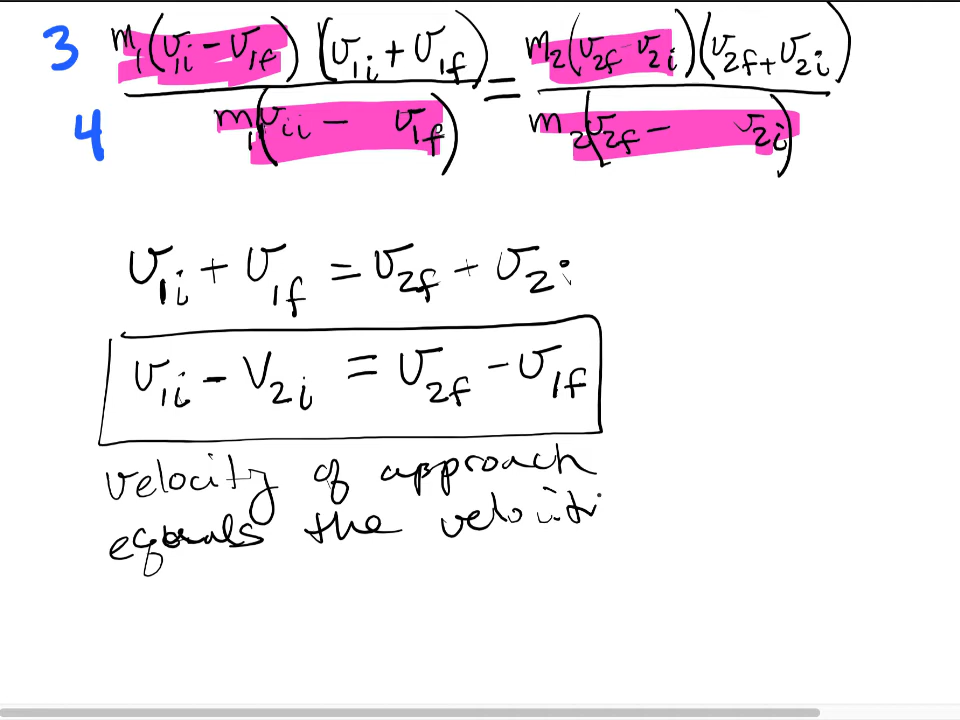 3 m₁(v₁ᵢ − v₁f) (v₁ᵢ + v₁f) = m₂(v₂f − v₂ᵢ)(v₂f + v₂ᵢ)
4 m₁(v₁ᵢ − v₁f) m₂(v₂f − v₂ᵢ)
v₁ᵢ + v₁f = v₂f + v₂ᵢ
v₁ᵢ − v₂ᵢ = v₂f − v₁f
velocity of approach
equals the velociti